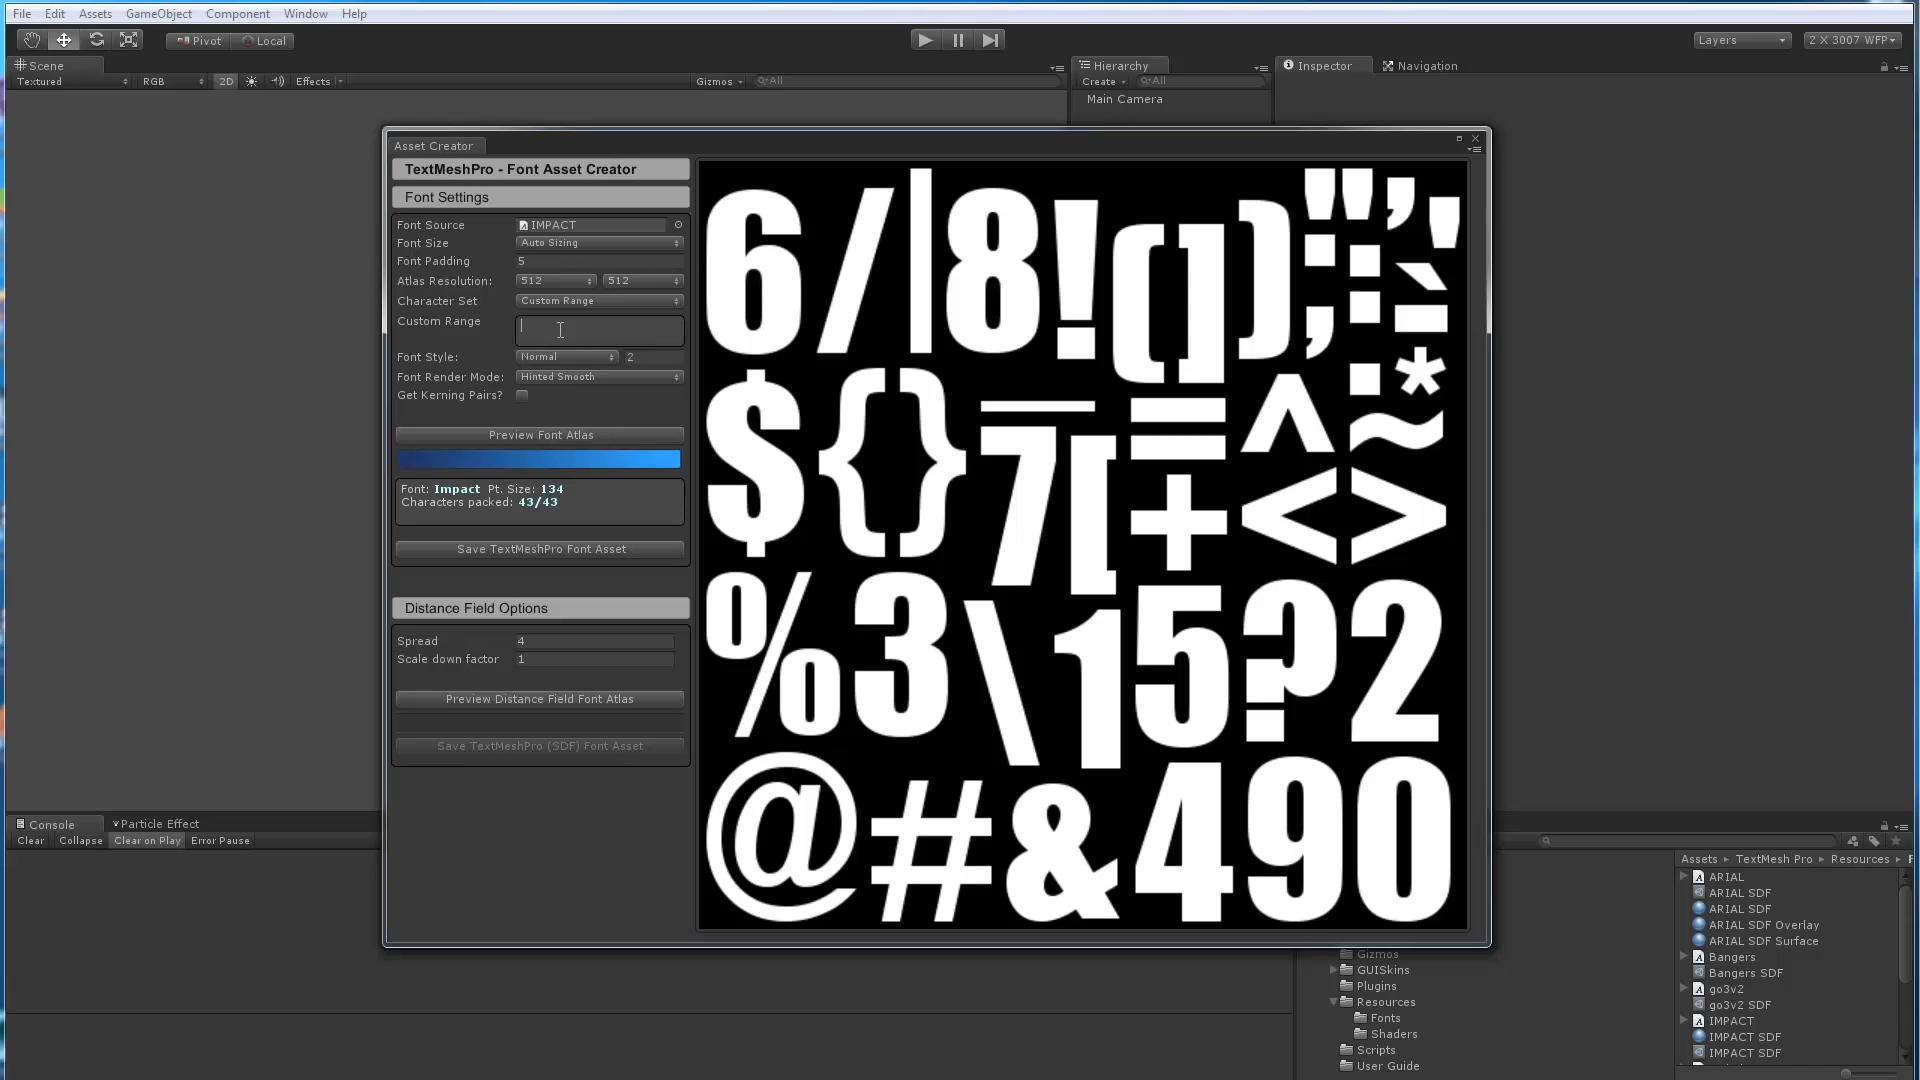 File Edit Assets GameObject Component Window Help
Pivot Local Layers 2 X 3007 WFP
Scene Hierarchy Inspector Navigation
Textured RGB 2D Effects Gizmos All Create All
Main Camera
Asset Creator
TextMeshPro - Font Asset Creator
Font Settings
Font Source IMPACT
Font Size Auto Sizing
Font Padding 5
Atlas Resolution: 512 512
Character Set Custom Range
Custom Range
Font Style: Normal 2
Font Render Mode: Hinted Smooth
Get Kerning Pairs?
Preview Font Atlas
Font: Impact Pt. Size: 134
Characters packed: 43/43
Save TextMeshPro Font Asset
Distance Field Options
Spread 4
Scale down factor 1
Preview Distance Field Font Atlas
Save TextMeshPro (SDF) Font Asset
6/|8!(]);:"',
$ { } _ 7 [ = + ^ ~ < > . * - `
% 3 \ 1 5 ? 2
@ # & 4 9 0
Console Particle Effect
Clear Collapse Clear on Play Error Pause
Gizmos
GUISkins
Plugins
Resources
Fonts
Shaders
Scripts
User Guide
Assets TextMesh Pro Resources
ARIAL
ARIAL SDF
ARIAL SDF
ARIAL SDF Overlay
ARIAL SDF Surface
Bangers
Bangers SDF
go3v2
go3v2 SDF
IMPACT
IMPACT SDF
IMPACT SDF